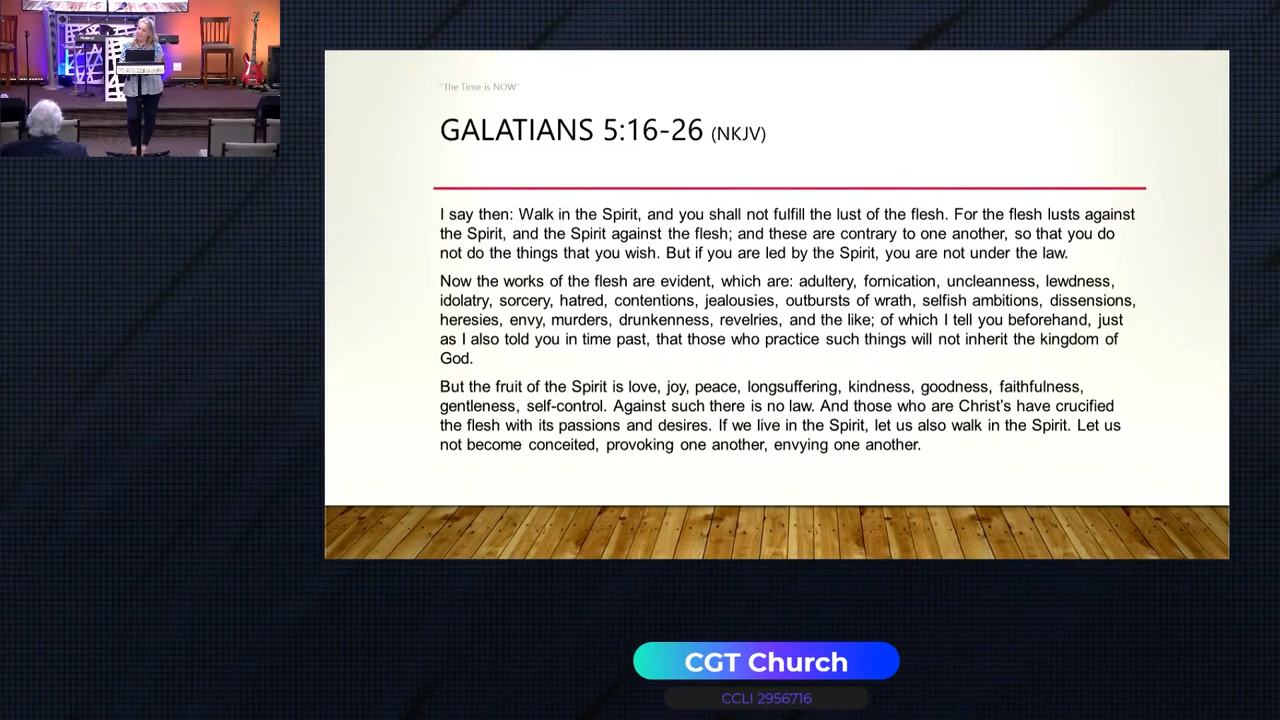 "The Time is NOW"
GALATIANS 5:16-26 (NKJV)
I say then: Walk in the Spirit, and you shall not fulfill the lust of the flesh. For the flesh lusts against
the Spirit, and the Spirit against the flesh; and these are contrary to one another, so that you do
not do the things that you wish. But if you are led by the Spirit, you are not under the law.
Now the works of the flesh are evident, which are: adultery, fornication, uncleanness, lewdness,
idolatry, sorcery, hatred, contentions, jealousies, outbursts of wrath, selfish ambitions, dissensions,
heresies, envy, murders, drunkenness, revelries, and the like; of which I tell you beforehand, just
as I also told you in time past, that those who practice such things will not inherit the kingdom of
God.
But the fruit of the Spirit is love, joy, peace, longsuffering, kindness, goodness, faithfulness,
gentleness, self-control. Against such there is no law. And those who are Christ's have crucified
the flesh with its passions and desires. If we live in the Spirit, let us also walk in the Spirit. Let us
not become conceited, provoking one another, envying one another.
CGT Church
CCLI 2956716